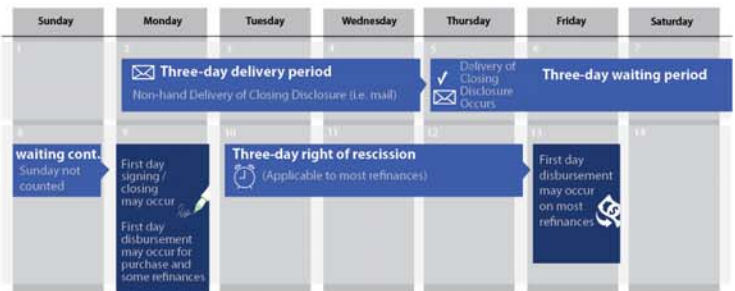 Sunday Monday Tuesday Wednesday Thursday Friday Saturday
1 2 3 4 5 6 7
Three-day delivery period
Non-hand Delivery of Closing Disclosure (i.e. mail)
Delivery of
Closing
Disclosure
Occurs
Three-day waiting period
8 9 10 11 12 13 14
waiting cont.
Sunday not
counted
First day
signing /
closing
may occur
First day
disbursement
may occur for
purchase and
some refinances
Three-day right of rescission
(Applicable to most refinances)
First day
disbursement
may occur
on most
refinances